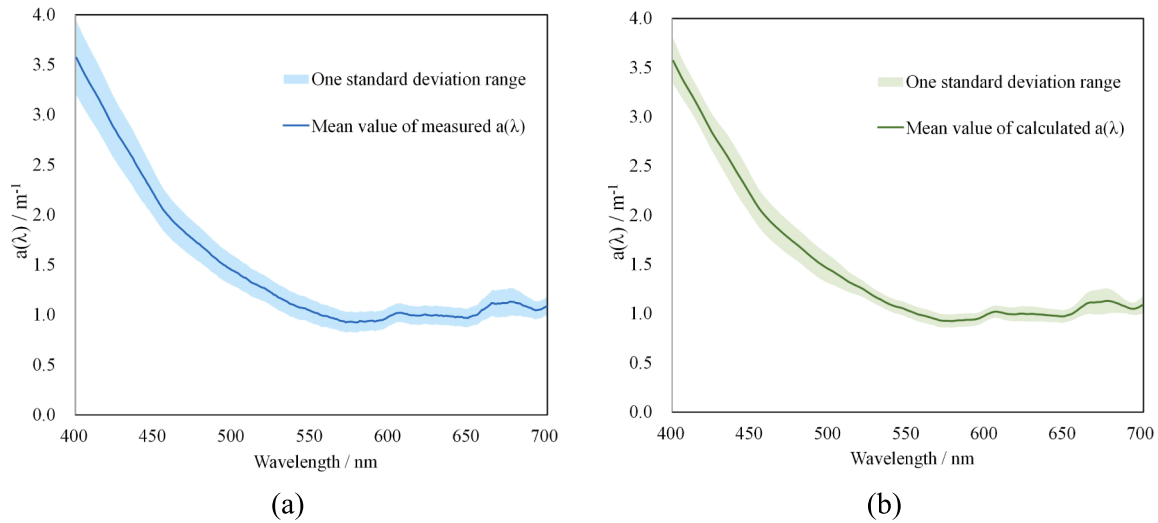 4.0
3.5
3.0
2.5
2.0
1.5
1.0
0.5
0.0
a(λ) / m⁻¹
One standard deviation range
Mean value of measured a(λ)
400 450 500 550 600 650 700
Wavelength / nm
(a)
4.0
3.5
3.0
2.5
2.0
1.5
1.0
0.5
0.0
a(λ) / m⁻¹
One standard deviation range
Mean value of calculated a(λ)
400 450 500 550 600 650 700
Wavelength / nm
(b)